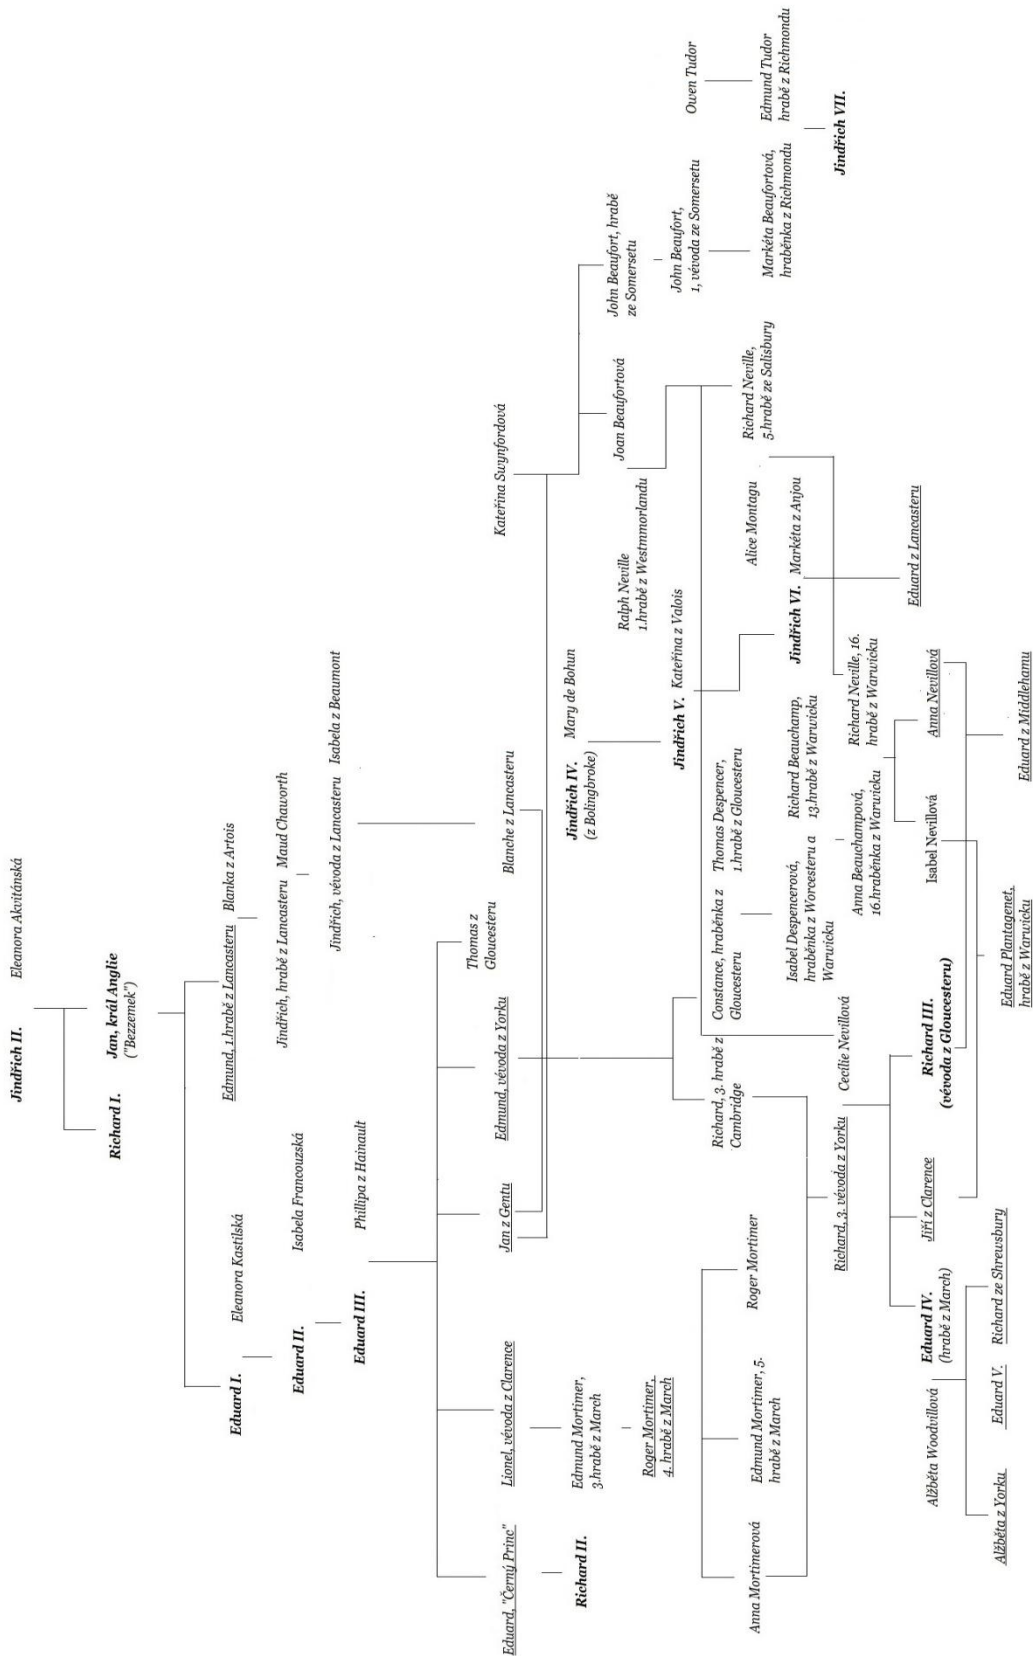 Jindřich II.
Eleanora Akvitánská
Richard I.
Jan, král Anglie
("Bezzemek")
Eduard I.
Eleanora Kastilská
Edmund, 1.hrabě z Lancasteru
Blanka z Artois
Eduard II.
Isabela Francouzská
Jindřich, hrabě z Lancasteru
Maud Chaworth
Eduard III.
Phillipa z Hainault
Jindřich, vévoda z Lancasteru
Isabela z Beaumont
Eduard, "Černý Princ"
Lionel, vévoda z Clarence
Jan z Gentu
Edmund, vévoda z Yorku
Thomas z
Gloucesteru
Blanche z Lancasteru
Kateřina Swynfordová
Richard II.
Edmund Mortimer,
3.hrabě z March
Jindřich IV.
(z Bolingbroke)
Mary de Bohun
Ralph Neville
1.hrabě z Westmmorlandu
Joan Beaufortová
John Beaufort, hrabě
ze Somersetu
Roger Mortimer,
4. hrabě z March
Jindřich V.
Kateřina z Valois
John Beaufort,
1, vévoda ze Somersetu
Owen Tudor
Anna Mortimerová
Edmund Mortimer, 5.
hrabě z March
Roger Mortimer
Richard, 3. hrabě z
Cambridge
Constance, hraběnka z
Gloucesteru
Thomas Despencer,
1.hrabě z Gloucesteru
Alice Montagu
Richard Neville,
5.hrabě ze Salisbury
Markéta Beaufortová,
hraběnka z Richmondu
Edmund Tudor
hrabě z Richmondu
Isabel Despencerová,
hraběnka z Worcesteru a
Warwicku
Richard Beauchamp,
13.hrabě z Warwicku
Jindřich VI.
Markéta z Anjou
Jindřich VII.
Richard, 3. vévoda z Yorku
Cecílie Nevillová
Anna Beauchampová,
16.hraběnka z Warwicku
Richard Neville, 16.
hrabě z Warwicku
Eduard z Lancasteru
Alžběta Woodvillová
Eduard IV.
(hrabě z March)
Jiří z Clarence
Richard III.
(vévoda z Gloucesteru)
Isabel Nevillová
Anna Nevillová
Alžběta z Yorku
Eduard V.
Richard ze Shrewsbury
Eduard Plantagenet,
hrabě z Warwicku
Eduard z Middlehamu